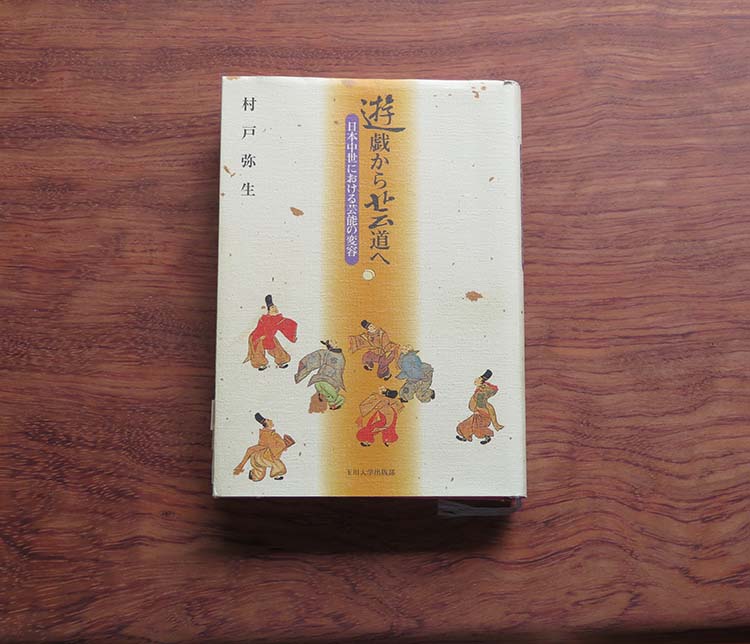 遊戯から芸道へ
日本中世における芸能の変容
村戸弥生
玉川大学出版部